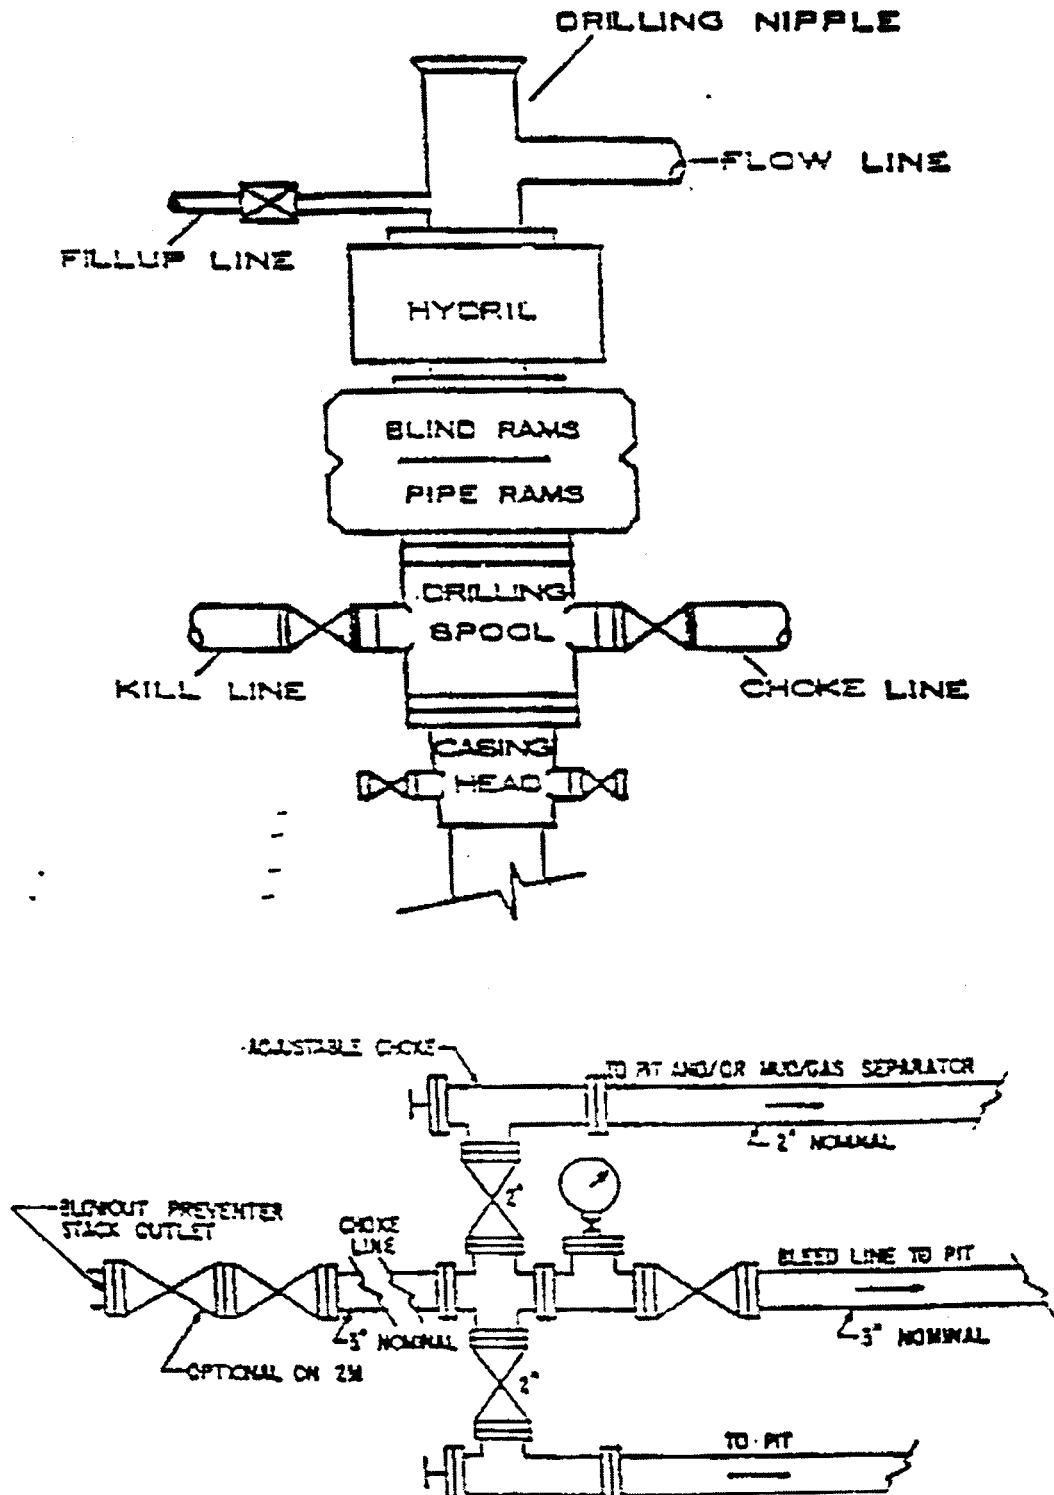 DRILLING NIPPLE
FLOW LINE
FILLUP LINE
HYDRIL
BLIND RAMS
PIPE RAMS
DRILLING
SPOOL
KILL LINE
CHOKE LINE
CASING
HEAD
ADJUSTABLE CHOKE
TO PIT AND/OR MUD/GAS SEPARATOR
2" NOMINAL
2"
BLOWOUT PREVENTER
STACK OUTLET
CHOKE
LINE
BLEED LINE TO PIT
3" NOMINAL
3" NOMINAL
OPTIONAL ON 2M
2"
TO PIT